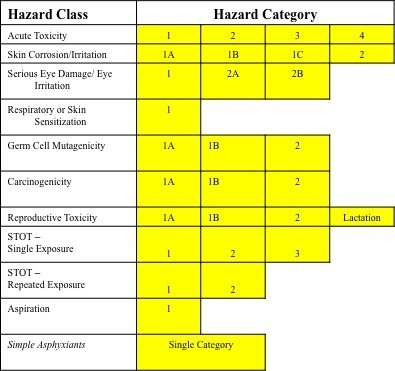 Hazard Class Hazard Category
Acute Toxicity 1 2 3 4
Skin Corrosion/Irritation 1A 1B 1C 2
Serious Eye Damage/ Eye 1 2A 2B
Irritation
Respiratory or Skin 1
Sensitization
Germ Cell Mutagenicity 1A 1B 2
Carcinogenicity 1A 1B 2
Reproductive Toxicity 1A 1B 2 Lactation
STOT –
Single Exposure 1 2 3
STOT –
Repeated Exposure 1 2
Aspiration 1
Simple Asphyxiants Single Category